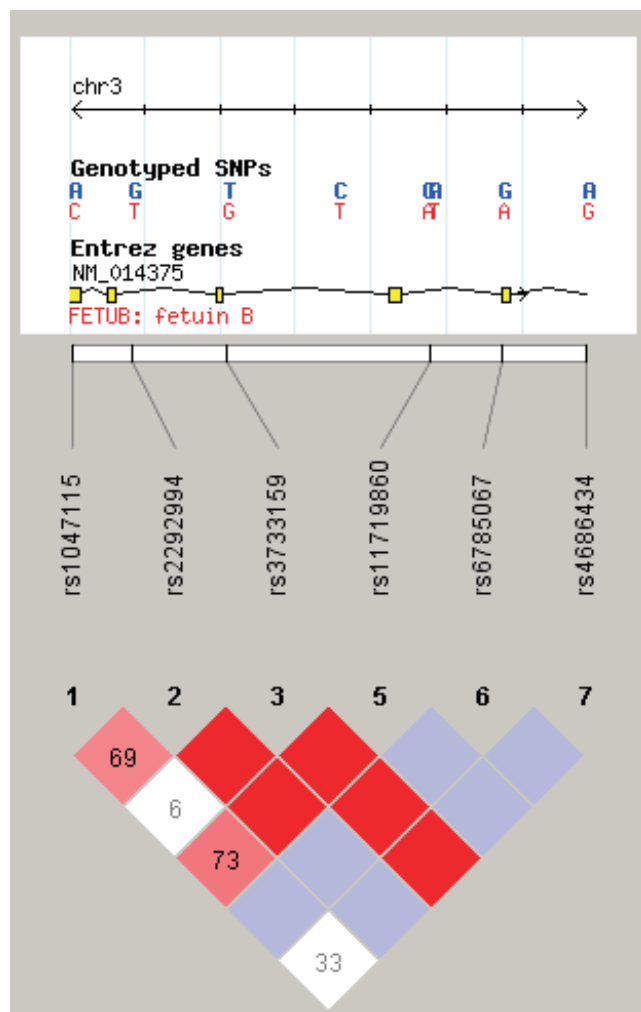 chr3
Genotyped SNPs
A G T C C A G A
C T G T A T A G
Entrez genes
NM_014375
FETUB: fetuin B
rs1047115 rs2292994 rs3733159 rs11719860 rs6785067 rs4686434
1 2 3 5 6 7
69
6
73
33